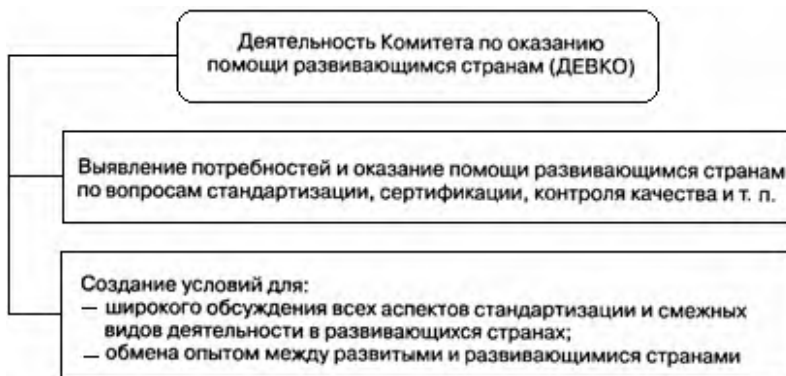 Деятельность Комитета по оказанию
помощи развивающимся странам (ДЕВКО)
Выявление потребностей и оказание помощи развивающимся странам
по вопросам стандартизации, сертификации, контроля качества и т. п.
Создание условий для:
— широкого обсуждения всех аспектов стандартизации и смежных
видов деятельности в развивающихся странах;
— обмена опытом между развитыми и развивающимися странами